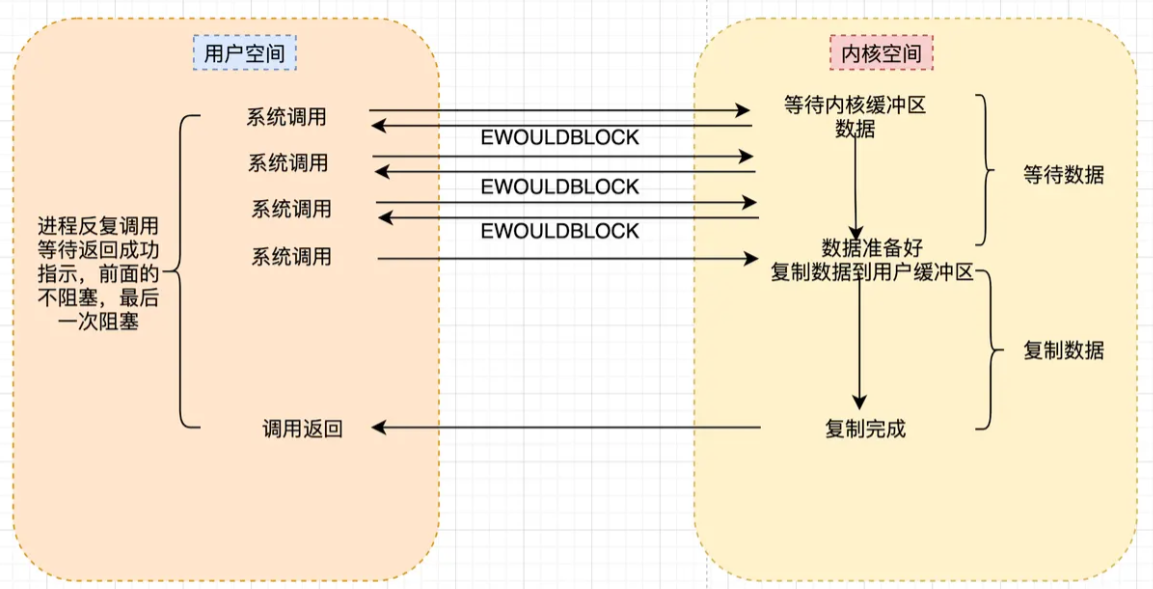 用户空间
内核空间
系统调用
等待内核缓冲区
数据
EWOULDBLOCK
系统调用
等待数据
EWOULDBLOCK
系统调用
EWOULDBLOCK
进程反复调用
等待返回成功
指示，前面的
不阻塞，最后
一次阻塞
系统调用
数据准备好
复制数据到用户缓冲区
复制数据
调用返回
复制完成